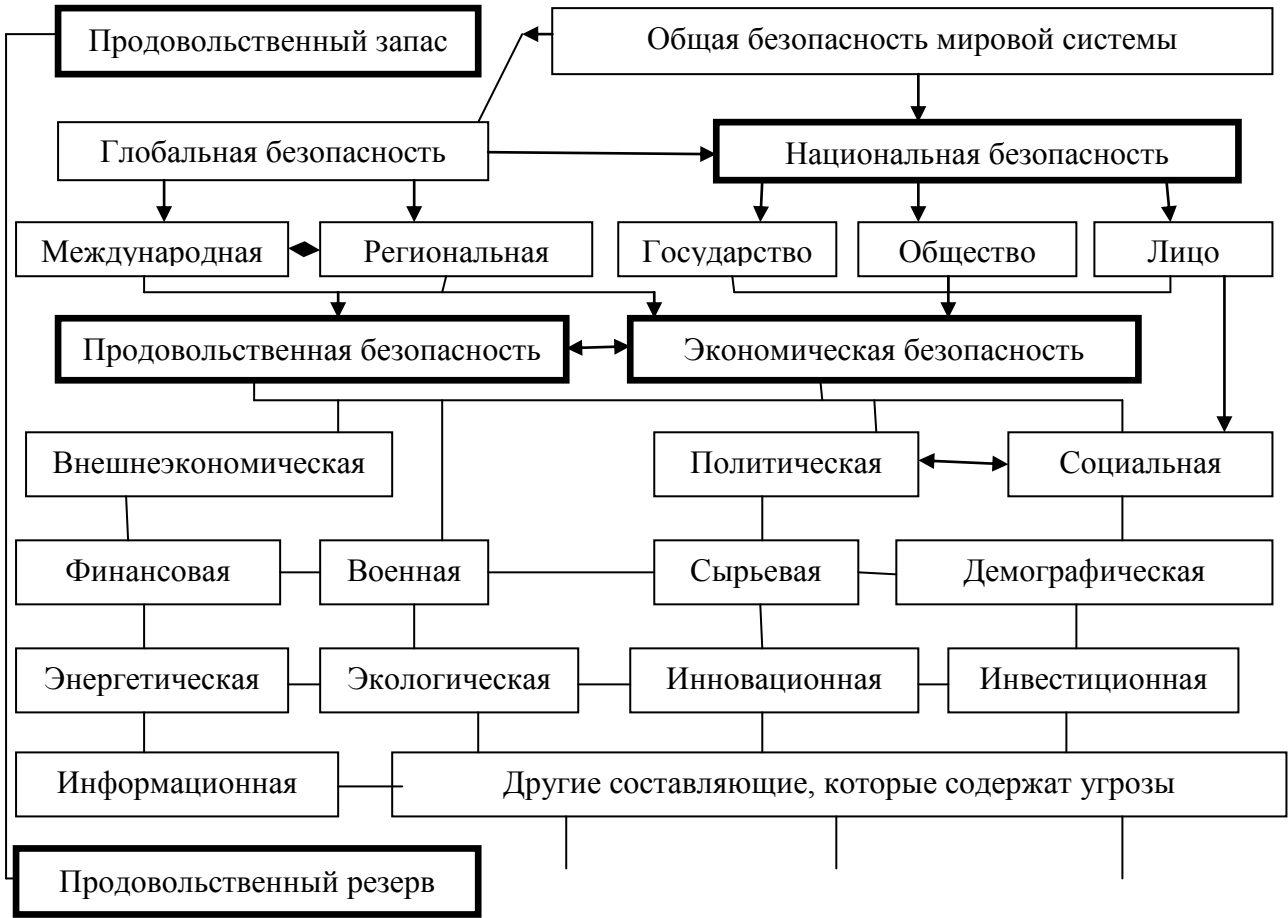 Продовольственный запас
Общая безопасность мировой системы
Глобальная безопасность
Национальная безопасность
Международная
Региональная
Государство
Общество
Лицо
Продовольственная безопасность
Экономическая безопасность
Внешнеэкономическая
Политическая
Социальная
Финансовая
Военная
Сырьевая
Демографическая
Энергетическая
Экологическая
Инновационная
Инвестиционная
Информационная
Другие составляющие, которые содержат угрозы
Продовольственный резерв